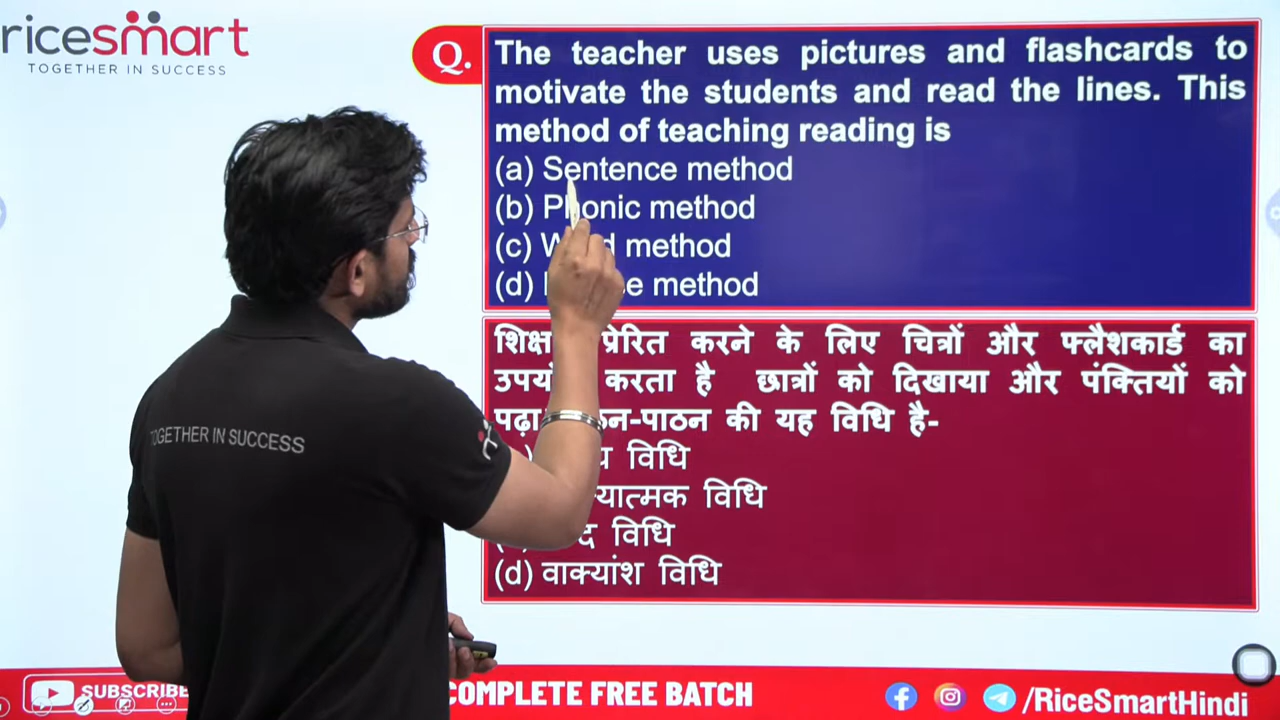 ricesmart
TOGETHER IN SUCCESS
Q.
The teacher uses pictures and flashcards to
motivate the students and read the lines. This
method of teaching reading is
(a) Sentence method
(b) Phonic method
(c) method
(d) method
प्रेरित करने के लिए चित्रों और फ्लैशकार्ड का
करता है छात्रों को दिखाया और पंक्तियों को
की यह विधि है-
विधि
विधि
विधि
(d) वाक्यांश विधि
TOGETHER IN SUCCESS
SUBSCRIBE
COMPLETE FREE BATCH
/RiceSmartHindi